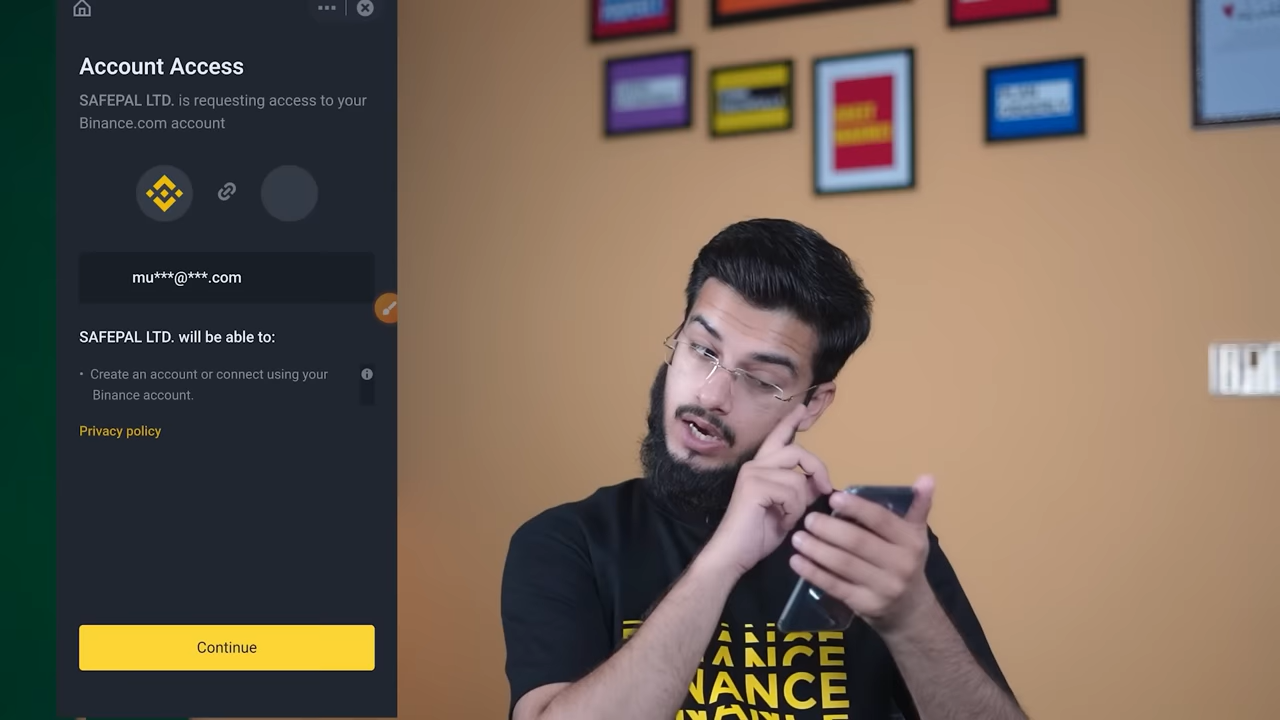 Account Access
SAFEPAL LTD. is requesting access to your
Binance.com account
mu***@***.com
SAFEPAL LTD. will be able to:
• Create an account or connect using your
Binance account.
Privacy policy
Continue
ANCE
NANCE